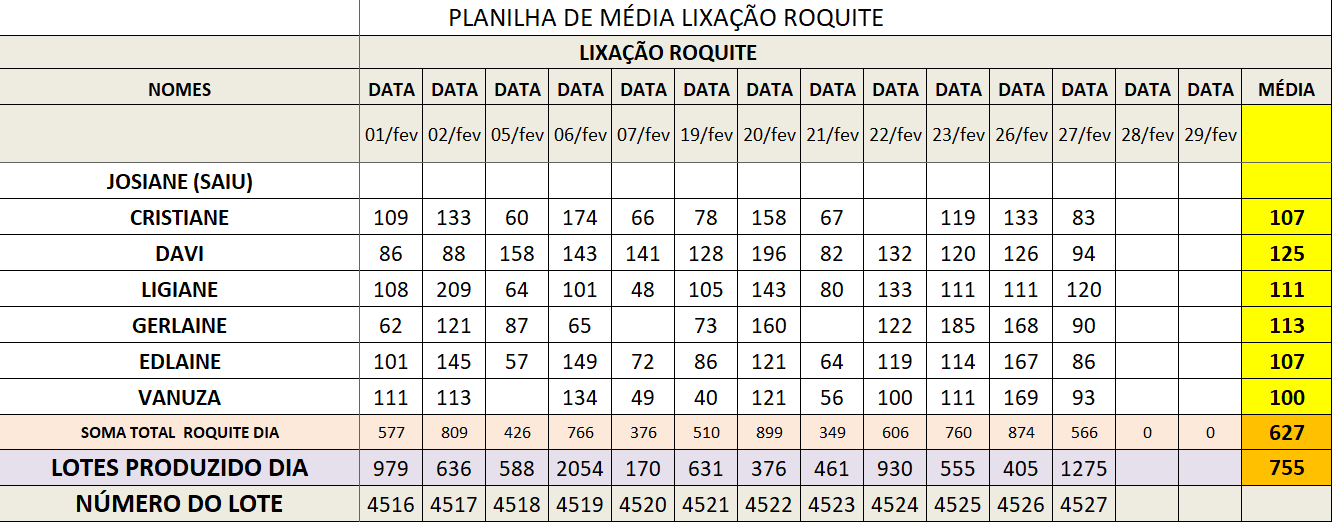 PLANILHA DE MÉDIA LIXAÇÃO ROQUITE
LIXAÇÃO ROQUITE
NOMES DATA DATA DATA DATA DATA DATA DATA DATA DATA DATA DATA DATA DATA DATA MÉDIA
01/fev 02/fev 05/fev 06/fev 07/fev 19/fev 20/fev 21/fev 22/fev 23/fev 26/fev 27/fev 28/fev 29/fev
JOSIANE (SAIU)
CRISTIANE 109 133 60 174 66 78 158 67 119 133 83 107
DAVI 86 88 158 143 141 128 196 82 132 120 126 94 125
LIGIANE 108 209 64 101 48 105 143 80 133 111 111 120 111
GERLAINE 62 121 87 65 73 160 122 185 168 90 113
EDLAINE 101 145 57 149 72 86 121 64 119 114 167 86 107
VANUZA 111 113 134 49 40 121 56 100 111 169 93 100
SOMA TOTAL ROQUITE DIA 577 809 426 766 376 510 899 349 606 760 874 566 0 0 627
LOTES PRODUZIDO DIA 979 636 588 2054 170 631 376 461 930 555 405 1275 755
NÚMERO DO LOTE 4516 4517 4518 4519 4520 4521 4522 4523 4524 4525 4526 4527